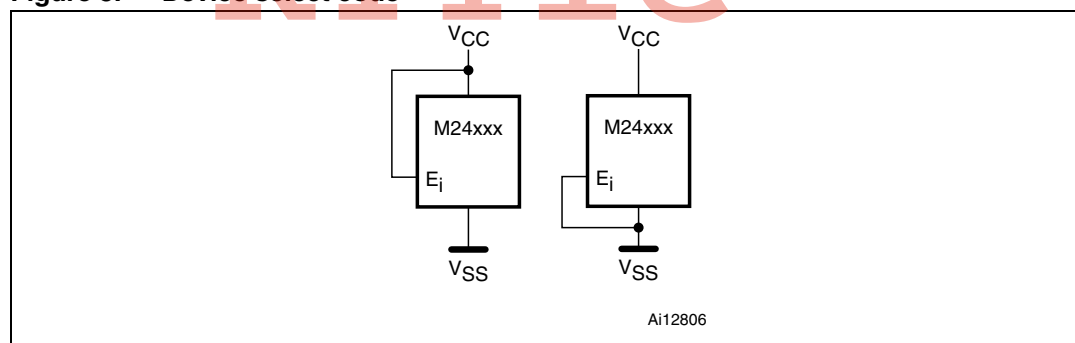 VCC VCC
M24xxx M24xxx
Ei Ei
VSS VSS
Ai12806